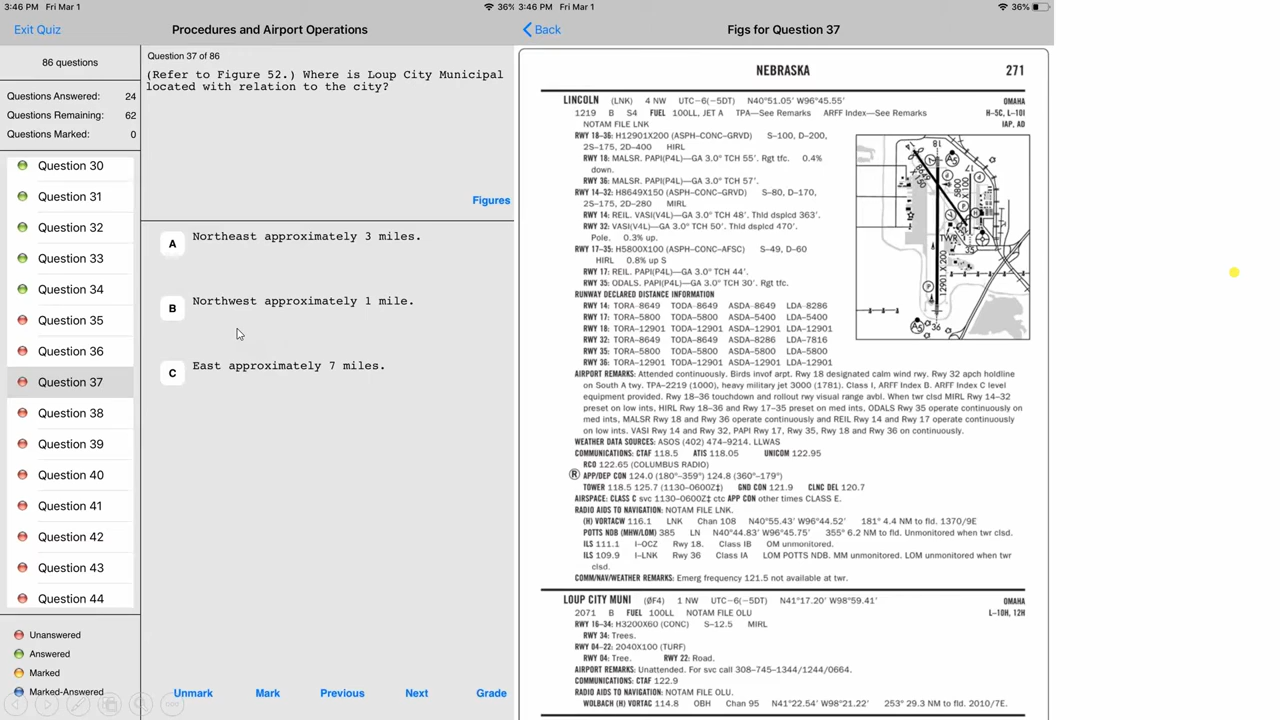 3:46 PM Fri Mar 1
36%
Exit Quiz
Procedures and Airport Operations
86 questions
Questions Answered: 24
Questions Remaining: 62
Questions Marked: 0
Question 30
Question 31
Question 32
Question 33
Question 34
Question 35
Question 36
Question 37
Question 38
Question 39
Question 40
Question 41
Question 42
Question 43
Question 44
Unanswered
Answered
Marked
Marked-Answered
Question 37 of 86
(Refer to Figure 52.) Where is Loup City Municipal
located with relation to the city?
Figures
A Northeast approximately 3 miles.
B Northwest approximately 1 mile.
C East approximately 7 miles.
Unmark Mark Previous Next Grade
3:46 PM Fri Mar 1
36%
Back
Figs for Question 37
NEBRASKA 271
LINCOLN (LNK) 4 NW UTC-6(-5DT) N40°51.05' W96°45.55' OMAHA
1219 B S4 FUEL 100LL, JET A TPA—See Remarks ARFF Index—See Remarks H-5C, L-10I
NOTAM FILE LNK IAP, AD
RWY 18-36: H12901X200 (ASPH-CONC-GRVD) S-100, D-200,
2S-175, 2D-400 HIRL
RWY 18: MALSR. PAPI(P4L)—GA 3.0° TCH 55'. Rgt tfc. 0.4%
down.
RWY 36: MALSR. PAPI(P4L)—GA 3.0° TCH 57'.
RWY 14-32: H8649X150 (ASPH-CONC-GRVD) S-80, D-170,
2S-175, 2D-280 MIRL
RWY 14: REIL. VASI(V4L)—GA 3.0° TCH 48'. Thld dsplcd 363'.
RWY 32: VASI(V4L)—GA 3.0° TCH 50'. Thld dsplcd 470'.
Pole. 0.3% up.
RWY 17-35: H5800X100 (ASPH-CONC-AFSC) S-49, D-60
HIRL 0.8% up S
RWY 17: REIL. PAPI(P4L)—GA 3.0° TCH 44'.
RWY 35: ODALS. PAPI(P4L)—GA 3.0° TCH 30'. Rgt tfc.
RUNWAY DECLARED DISTANCE INFORMATION
RWY 14: TORA-8649 TODA-8649 ASDA-8649 LDA-8286
RWY 17: TORA-5800 TODA-5800 ASDA-5400 LDA-5400
RWY 18: TORA-12901 TODA-12901 ASDA-12901 LDA-12901
RWY 32: TORA-8649 TODA-8649 ASDA-8286 LDA-7816
RWY 35: TORA-5800 TODA-5800 ASDA-5800 LDA-5800
RWY 36: TORA-12901 TODA-12901 ASDA-12901 LDA-12901
18
17
8649 X 150
5800 X 100
TWR
35
12901 X 200
36
AIRPORT REMARKS: Attended continuously. Birds invof arpt. Rwy 18 designated calm wind rwy. Rwy 32 apch holdline
on South A twy. TPA-2219 (1000), heavy military jet 3000 (1781). Class I, ARFF Index B. ARFF Index C level
equipment provided. Rwy 18-36 touchdown and rollout rwy visual range avbl. When twr clsd MIRL Rwy 14-32
preset on low ints, HIRL Rwy 18-36 and Rwy 17-35 preset on med ints, ODALS Rwy 35 operate continuously on
med ints, MALSR Rwy 18 and Rwy 36 operate continuously and REIL Rwy 14 and Rwy 17 operate continuously
on low ints. VASI Rwy 14 and Rwy 32, PAPI Rwy 17, Rwy 35, Rwy 18 and Rwy 36 on continuously.
WEATHER DATA SOURCES: ASOS (402) 474-9214. LLWAS
COMMUNICATIONS: CTAF 118.5 ATIS 118.05 UNICOM 122.95
RCO 122.65 (COLUMBUS RADIO)
Ⓡ APP/DEP CON 124.0 (180°-359°) 124.8 (360°-179°)
TOWER 118.5 125.7 (1130-0600Z‡) GND CON 121.9 CLNC DEL 120.7
AIRSPACE: CLASS C svc 1130-0600Z‡ ctc APP CON other times CLASS E.
RADIO AIDS TO NAVIGATION: NOTAM FILE LNK.
(H) VORTACW 116.1 LNK Chan 108 N40°55.43' W96°44.52' 181° 4.4 NM to fld. 1370/9E
POTTS NDB (MHW/LOM) 385 LN N40°44.83' W96°45.75' 355° 6.2 NM to fld. Unmonitored when twr clsd.
ILS 111.1 I-OCZ Rwy 18. Class IB OM unmonitored.
ILS 109.9 I-LNK Rwy 36 Class IA LOM POTTS NDB. MM unmonitored. LOM unmonitored when twr
clsd.
COMM/NAV/WEATHER REMARKS: Emerg frequency 121.5 not available at twr.
LOUP CITY MUNI (ØF4) 1 NW UTC-6(-5DT) N41°17.20' W98°59.41' OMAHA
2071 B FUEL 100LL NOTAM FILE OLU L-10H, 12H
RWY 16-34: H3200X60 (CONC) S-12.5 MIRL
RWY 34: Trees.
RWY 04-22: 2040X100 (TURF)
RWY 04: Tree. RWY 22: Road.
AIRPORT REMARKS: Unattended. For svc call 308-745-1344/1244/0664.
COMMUNICATIONS: CTAF 122.9
RADIO AIDS TO NAVIGATION: NOTAM FILE OLU.
WOLBACH (H) VORTAC 114.8 OBH Chan 95 N41°22.54' W98°21.22' 253° 29.3 NM to fld. 2010/7E.